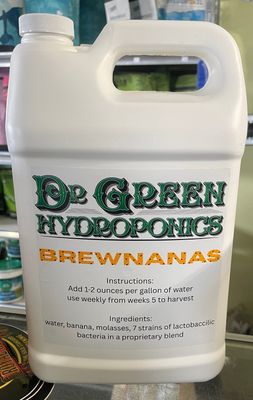 Dr Green
Hydroponics
BREWNANAS
Instructions:
Add 1-2 ounces per gallon of water
use weekly from weeks 5 to harvest
Ingredients:
water, banana, molasses, 7 strains of lactobaccilic
bacteria in a proprietary blend